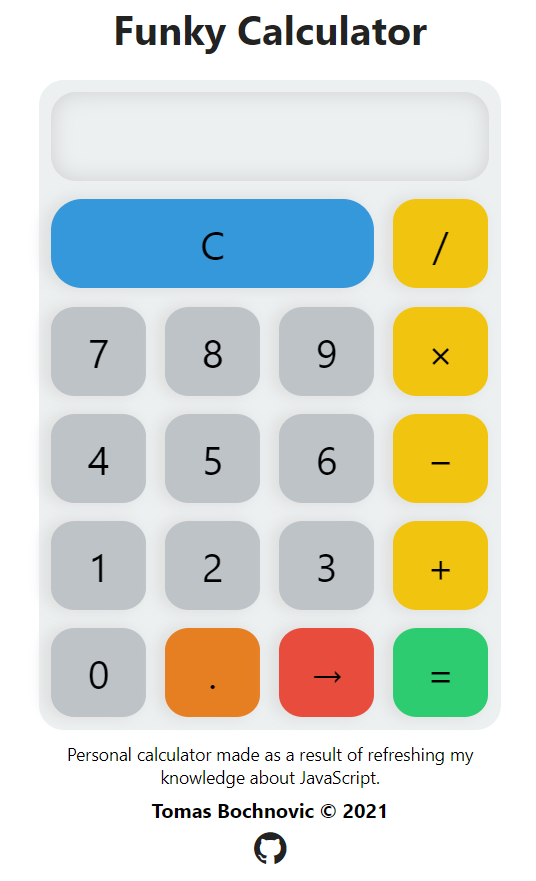 Funky Calculator
C /
7 8 9 ×
4 5 6 −
1 2 3 +
0 . → =
Personal calculator made as a result of refreshing my
knowledge about JavaScript.
Tomas Bochnovic © 2021